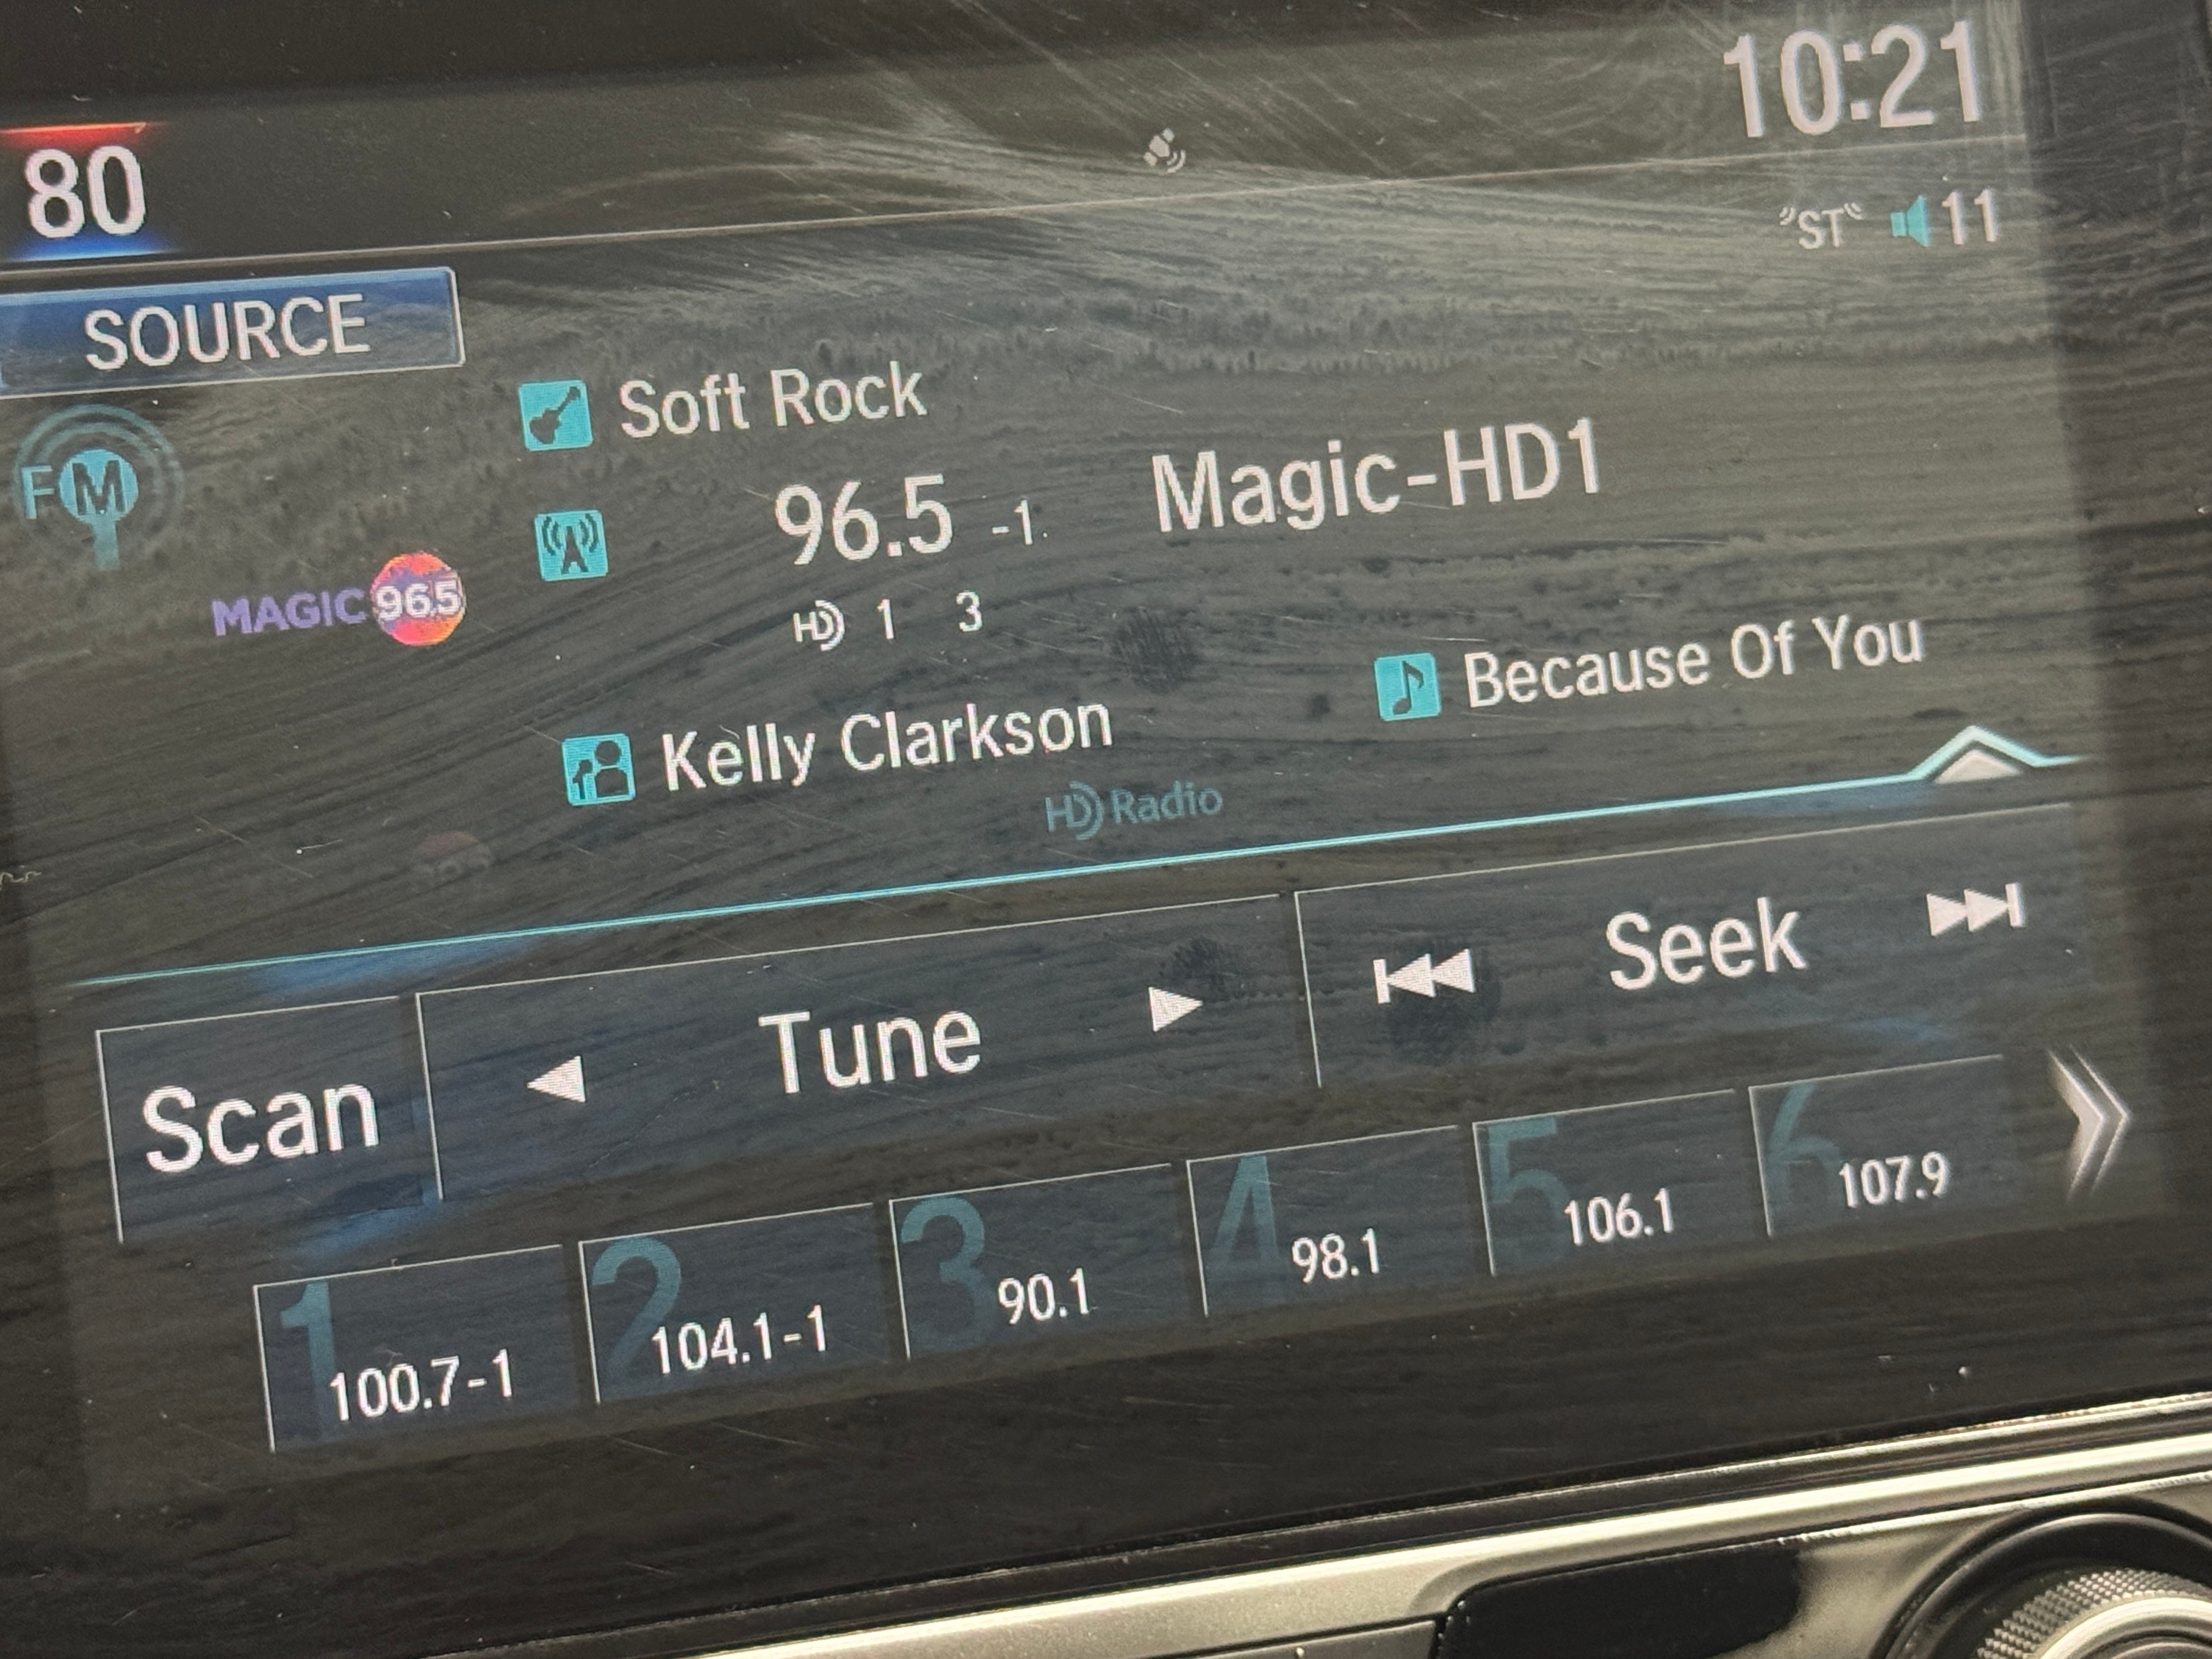 10:21
80
"ST" 11
SOURCE
Soft Rock
FM
96.5 -1
Magic-HD1
MAGIC 96.5
HD 1 3
Because Of You
Kelly Clarkson
HD Radio
Seek
Tune
Scan
1 100.7-1
2 104.1-1
3 90.1
4 98.1
5 106.1
6 107.9